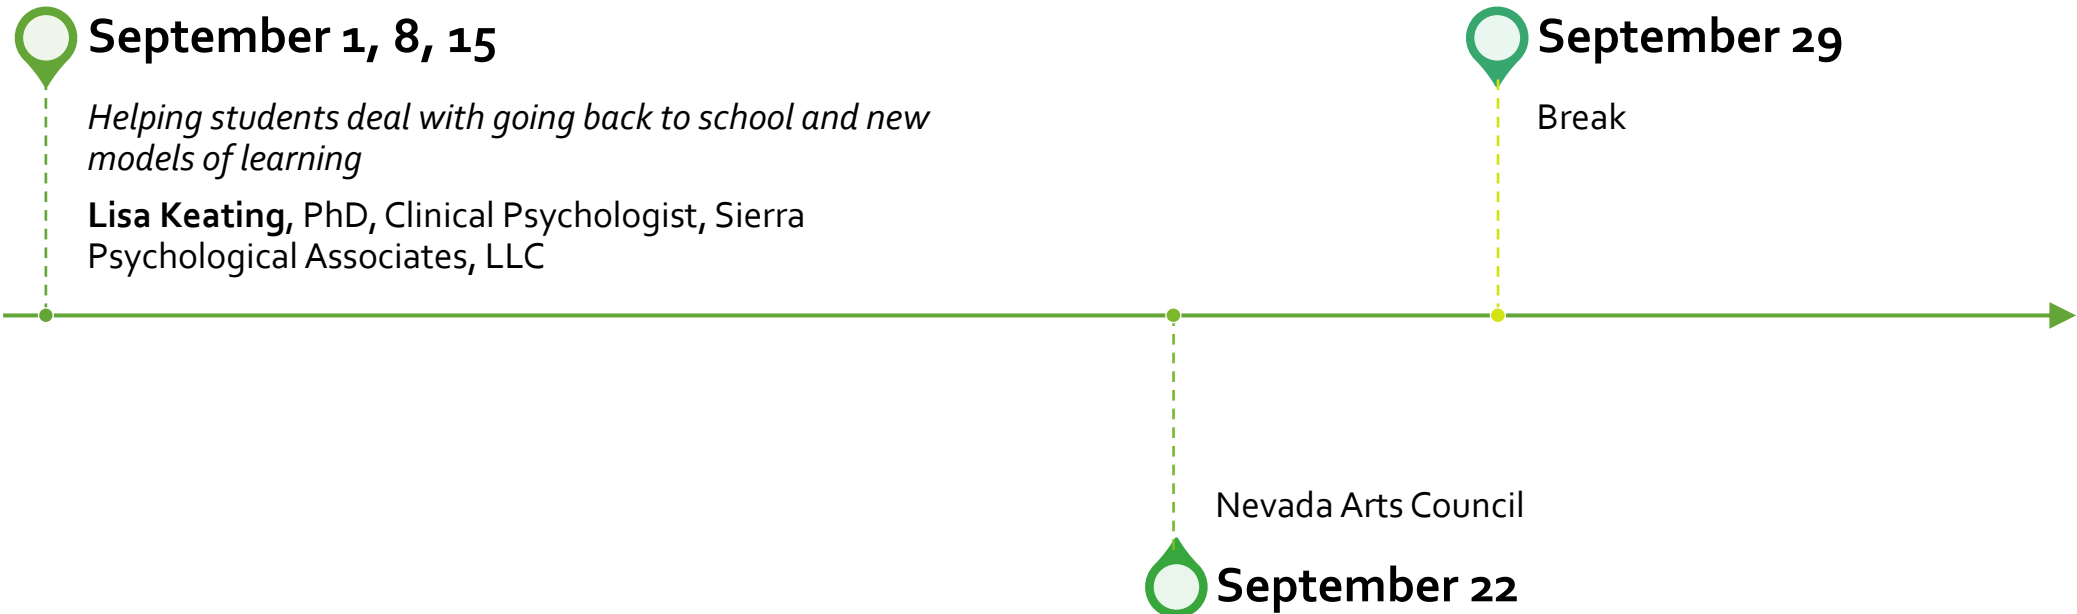 September 1, 8, 15
Helping students deal with going back to school and new
models of learning
Lisa Keating, PhD, Clinical Psychologist, Sierra
Psychological Associates, LLC
September 29
Break
Nevada Arts Council
September 22